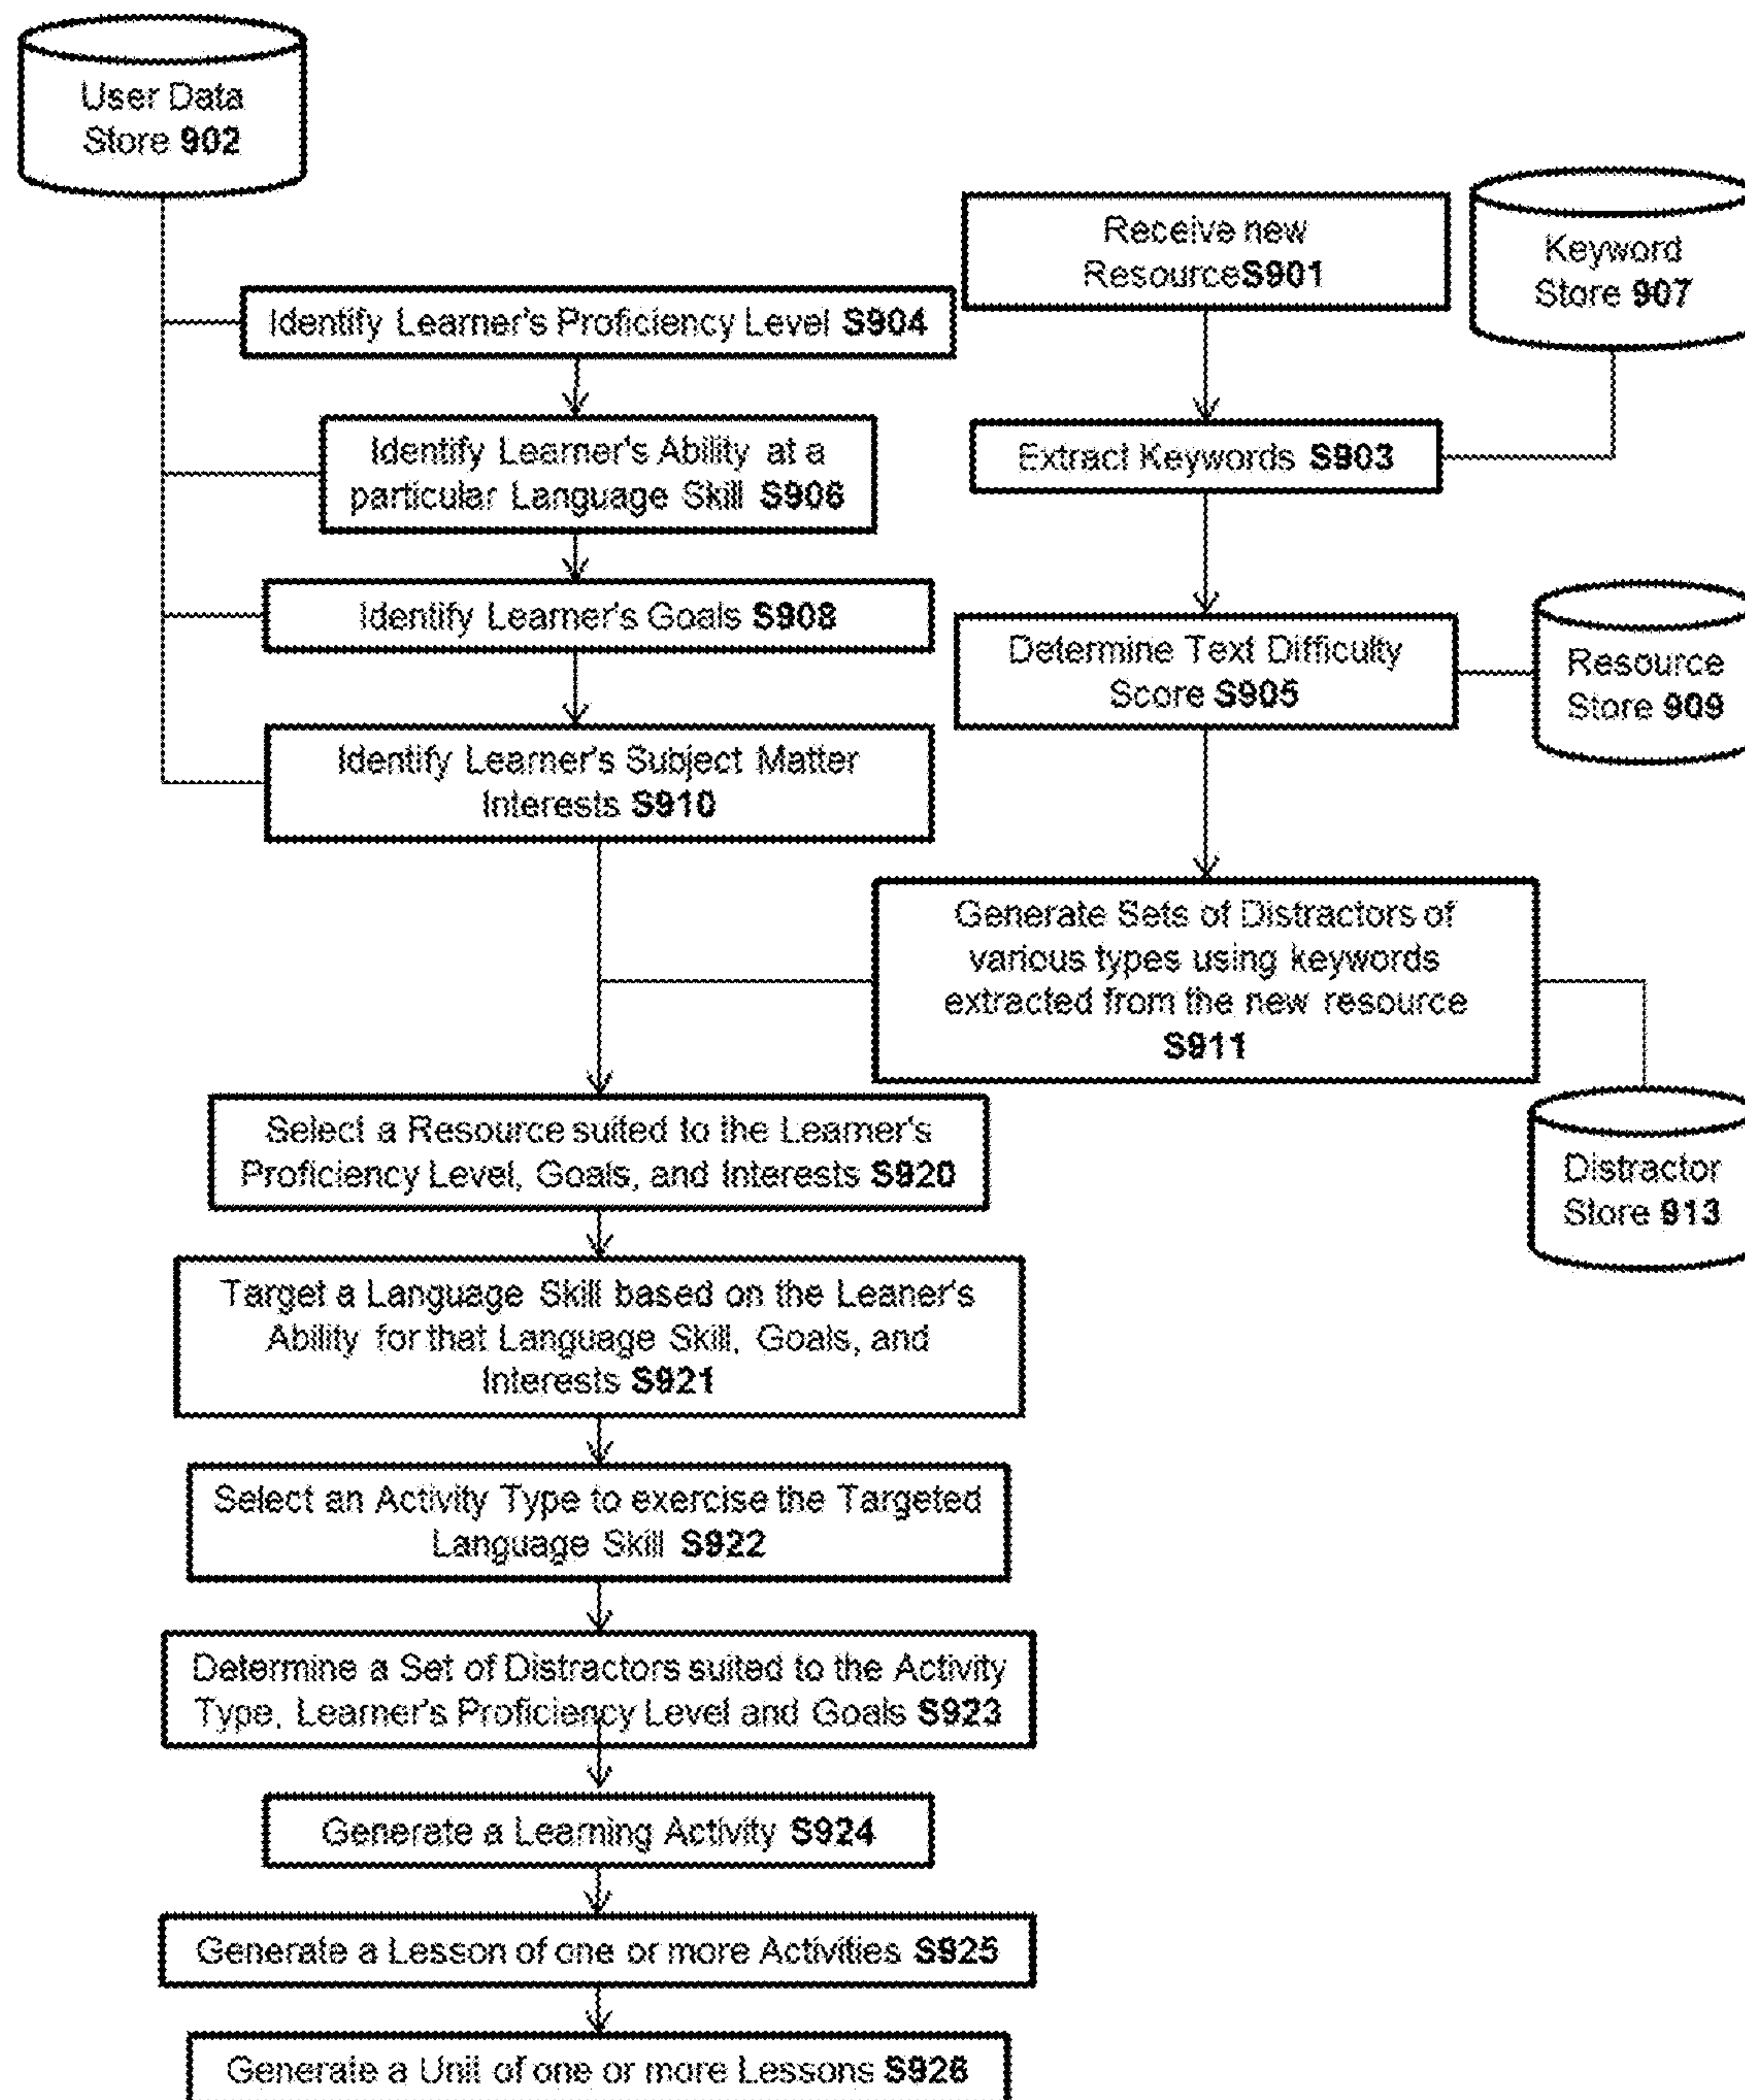 User Data
Store 902
Receive new
ResourceS901
Keyword
Store 907
Identify Learner's Proficiency Level S904
Identify Learner's Ability at a
particular Language Skill S906
Extract Keywords S903
Identify Learner's Goals S908
Determine Text Difficulty
Score S905
Resource
Store 909
Identify Learner's Subject Matter
Interests S910
Generate Sets of Distractors of
various types using keywords
extracted from the new resource
S911
Select a Resource suited to the Learner's
Proficiency Level, Goals, and Interests S920
Distractor
Store 913
Target a Language Skill based on the Leaner's
Ability for that Language Skill, Goals, and
Interests S921
Select an Activity Type to exercise the Targeted
Language Skill S922
Determine a Set of Distractors suited to the Activity
Type, Learner's Proficiency Level and Goals S923
Generate a Learning Activity S924
Generate a Lesson of one or more Activities S925
Generate a Unit of one or more Lessons S926